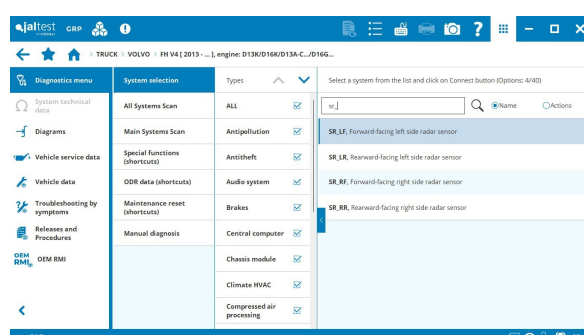 jaltest GRP
TRUCK > VOLVO > FH V4 [ 2013 - ... ], engine: D13K/D16K/D13A-C.../D16G...
Diagnostics menu
System technical data
Diagrams
Vehicle service data
Vehicle data
Troubleshooting by symptoms
Releases and Procedures
OEM RMI OEM RMI
System selection
All Systems Scan
Main Systems Scan
Special functions (shortcuts)
ODR data (shortcuts)
Maintenance reset (shortcuts)
Manual diagnosis
Types
ALL
Antipollution
Antitheft
Audio system
Brakes
Central computer
Chassis module
Climate HVAC
Compressed air processing
Select a system from the list and click on Connect button (Options: 4/40)
sr_
Name
Actions
SR_LF, Forward-facing left side radar sensor
SR_LR, Rearward-facing left side radar sensor
SR_RF, Forward-facing right side radar sensor
SR_RR, Rearward-facing right side radar sensor